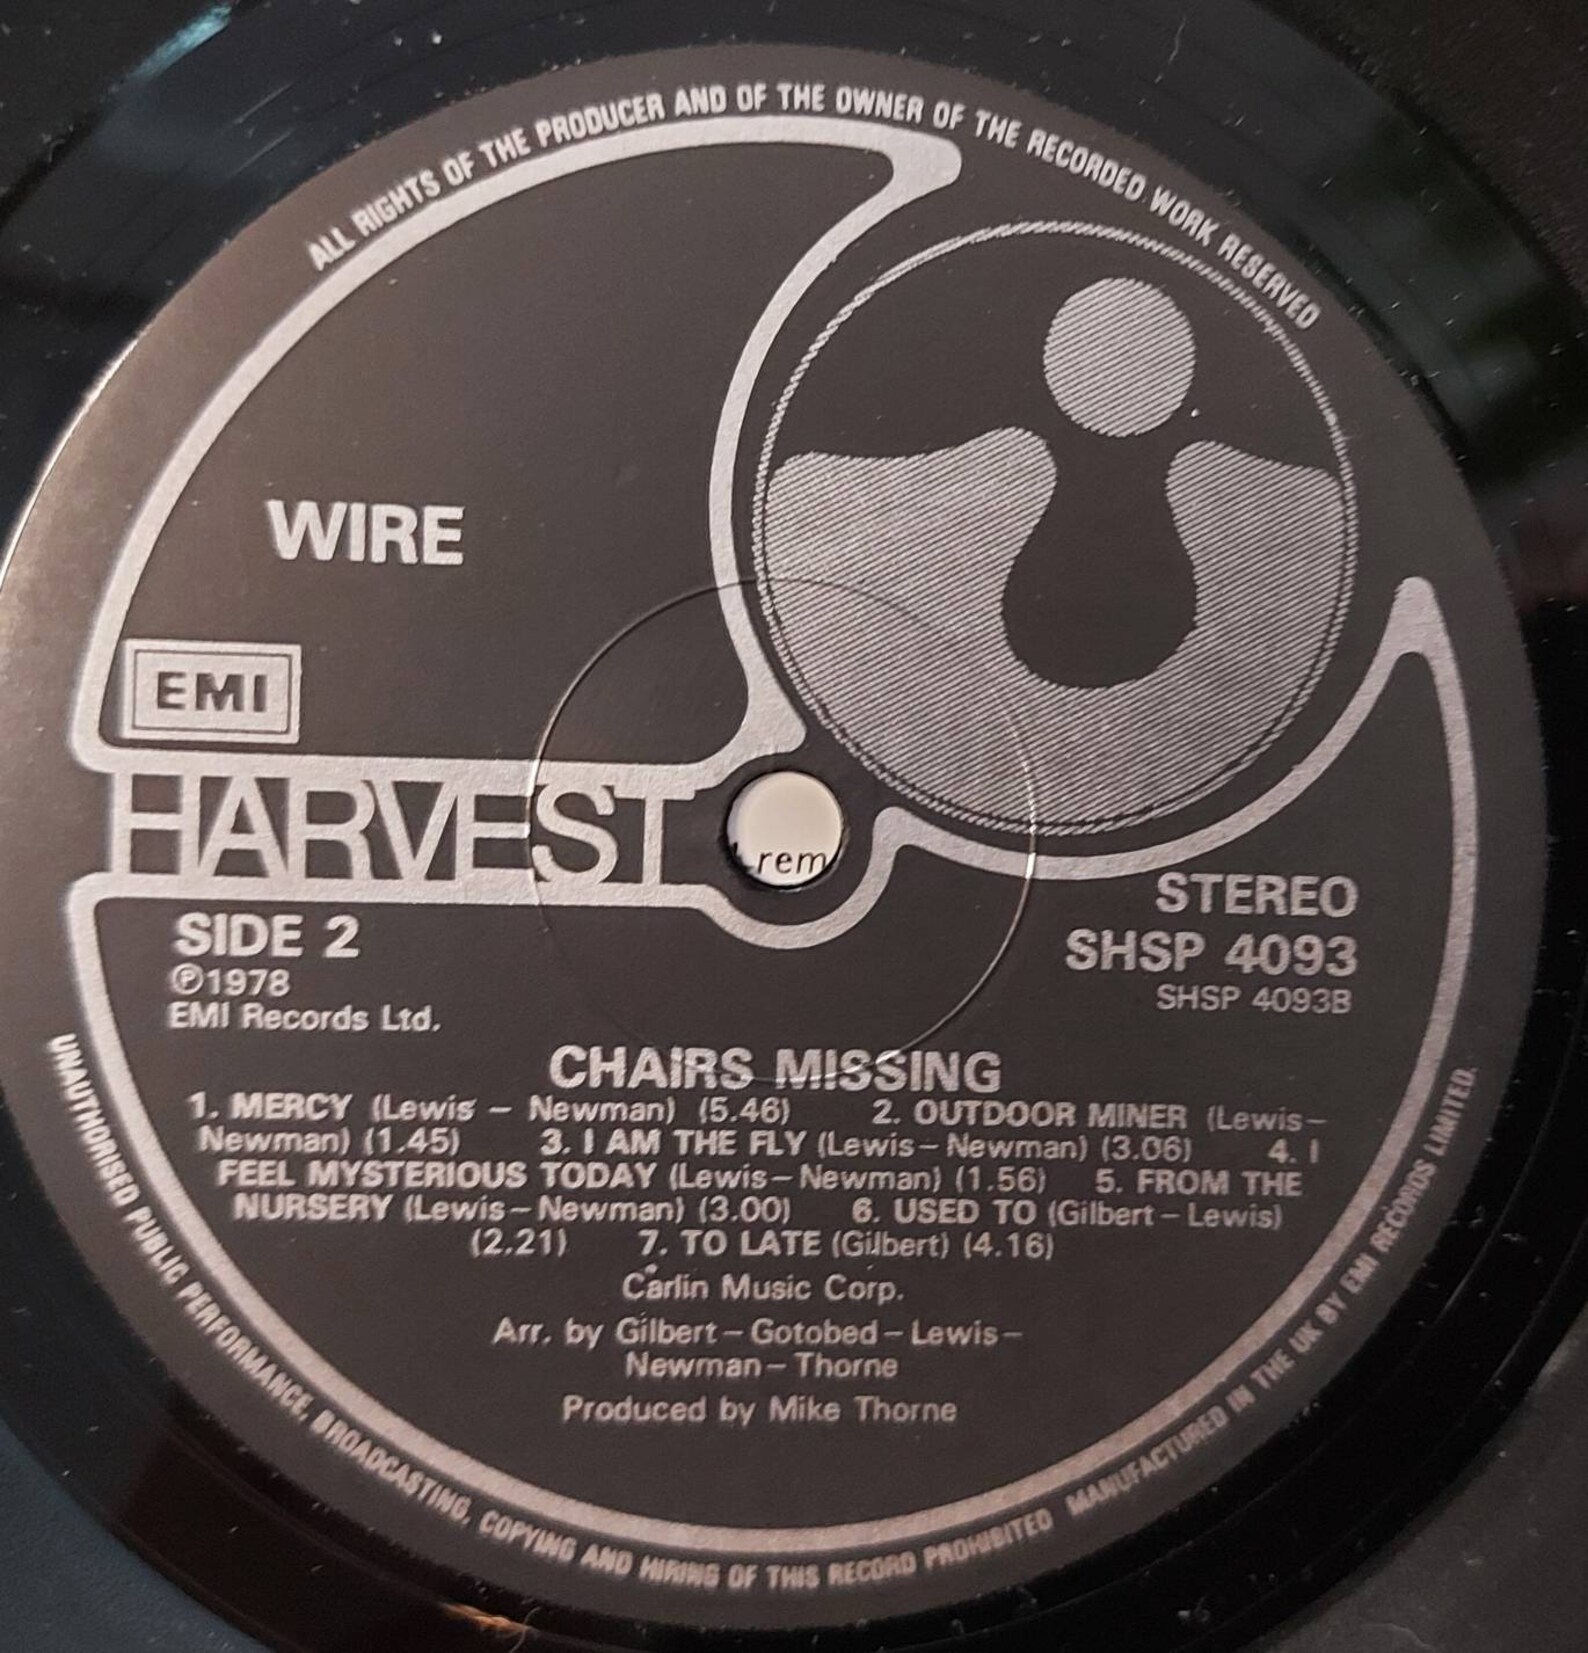 ALL RIGHTS OF THE PRODUCER AND OF THE OWNER OF THE RECORDED WORK RESERVED
WIRE
EMI
HARVEST
rem
SIDE 2
Ⓟ1978
EMI Records Ltd.
STEREO
SHSP 4093
SHSP 4093B
CHAIRS MISSING
1. MERCY (Lewis – Newman) (5.46) 2. OUTDOOR MINER (Lewis–
Newman) (1.45) 3. I AM THE FLY (Lewis–Newman) (3.06) 4. I
FEEL MYSTERIOUS TODAY (Lewis–Newman) (1.56) 5. FROM THE
NURSERY (Lewis–Newman) (3.00) 6. USED TO (Gilbert–Lewis)
(2.21) 7. TO LATE (Gilbert) (4.16)
Carlin Music Corp.
Arr. by Gilbert–Gotobed–Lewis–
Newman–Thorne
Produced by Mike Thorne
UNAUTHORISED PUBLIC PERFORMANCE, BROADCASTING, COPYING AND HIRING OF THIS RECORD PROHIBITED MANUFACTURED IN THE UK BY EMI RECORDS LIMITED.